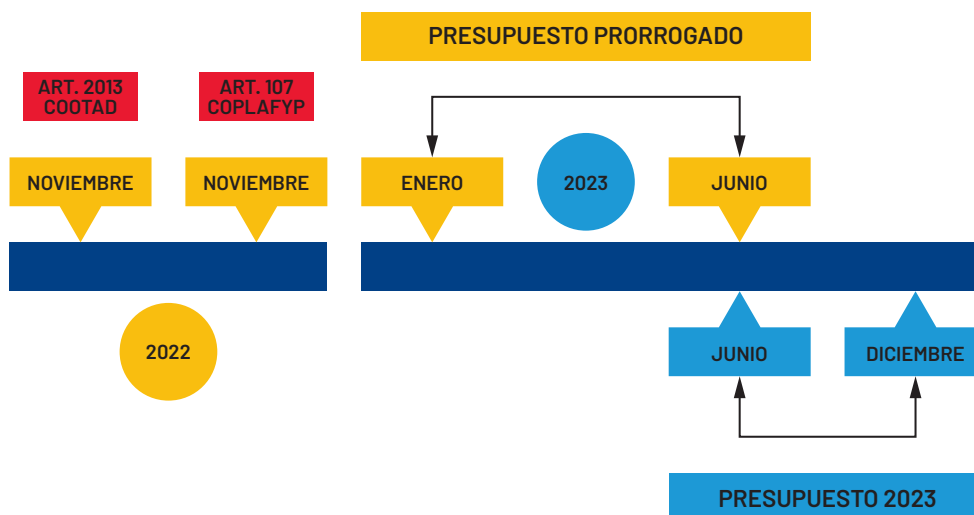 PRESUPUESTO PRORROGADO
ART. 2013
COOTAD
ART. 107
COPLAFYP
NOVIEMBRE
NOVIEMBRE
ENERO
2023
JUNIO
2022
JUNIO
DICIEMBRE
PRESUPUESTO 2023